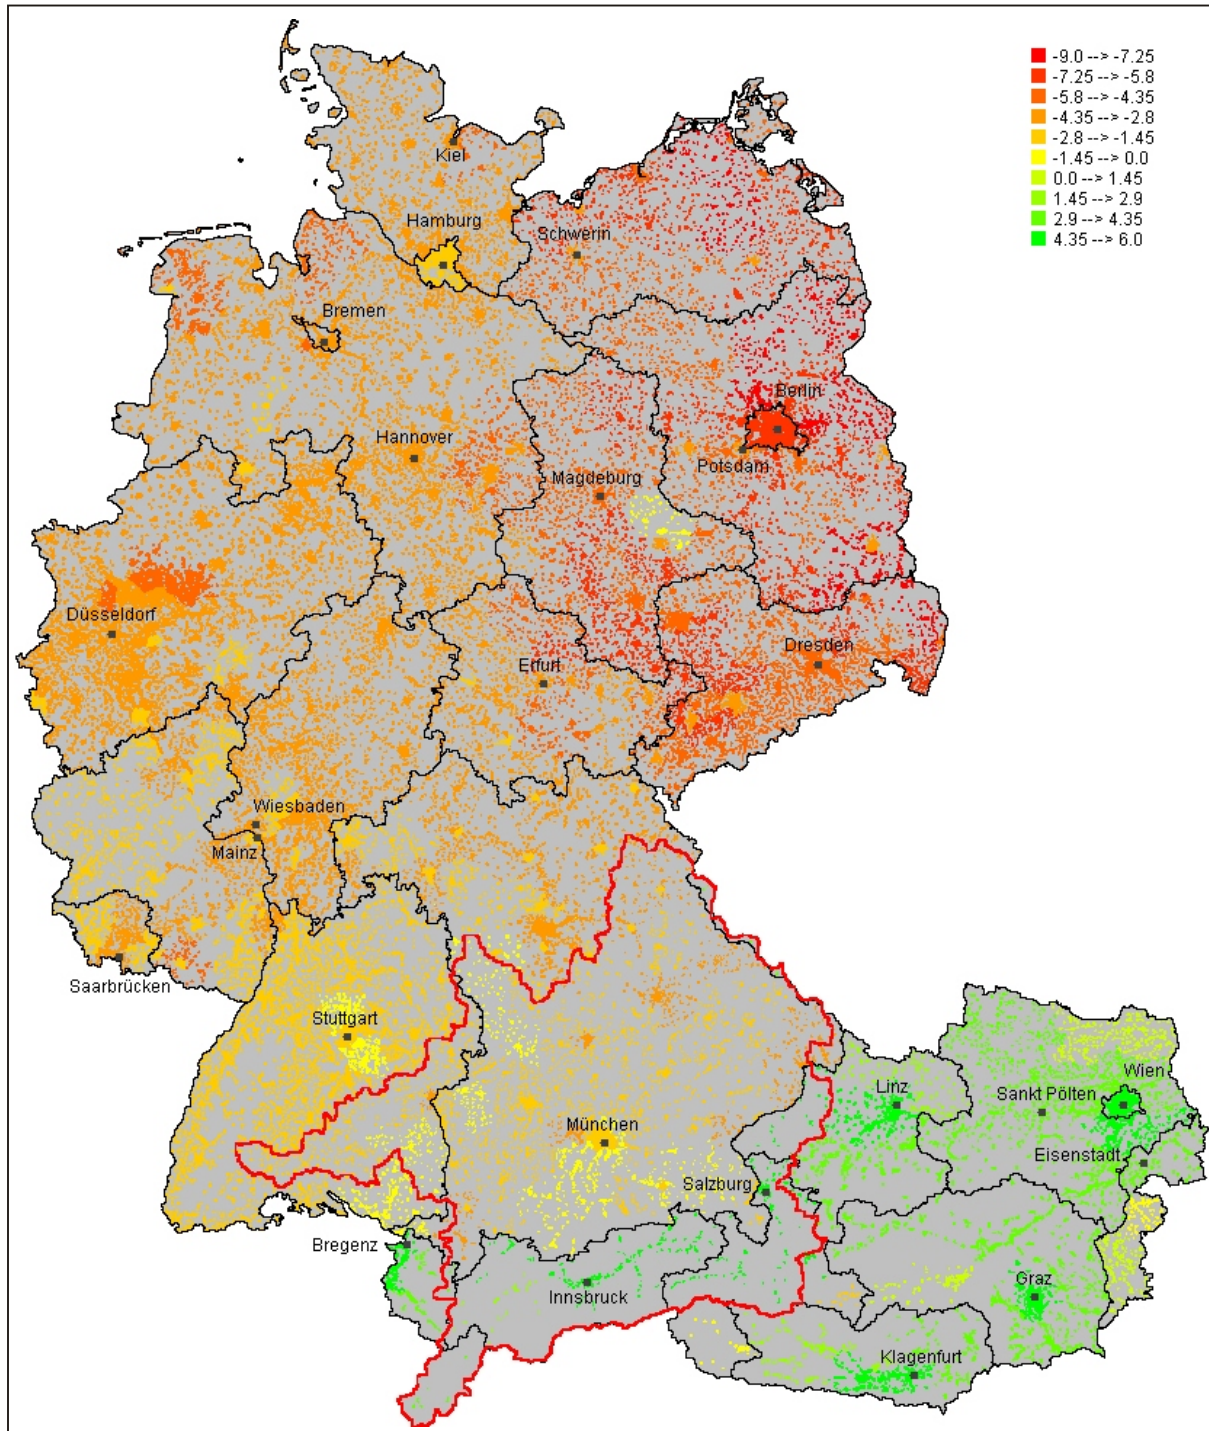 -9.0 --> -7.25
-7.25 --> -5.8
-5.8 --> -4.35
-4.35 --> -2.8
-2.8 --> -1.45
-1.45 --> 0.0
0.0 --> 1.45
1.45 --> 2.9
2.9 --> 4.35
4.35 --> 6.0
Kiel
Hamburg
Schwerin
Bremen
Berlin
Hannover
Potsdam
Magdeburg
Düsseldorf
Erfurt
Dresden
Wiesbaden
Mainz
Saarbrücken
Stuttgart
Linz
Wien
Sankt Pölten
München
Eisenstadt
Salzburg
Bregenz
Innsbruck
Graz
Klagenfurt